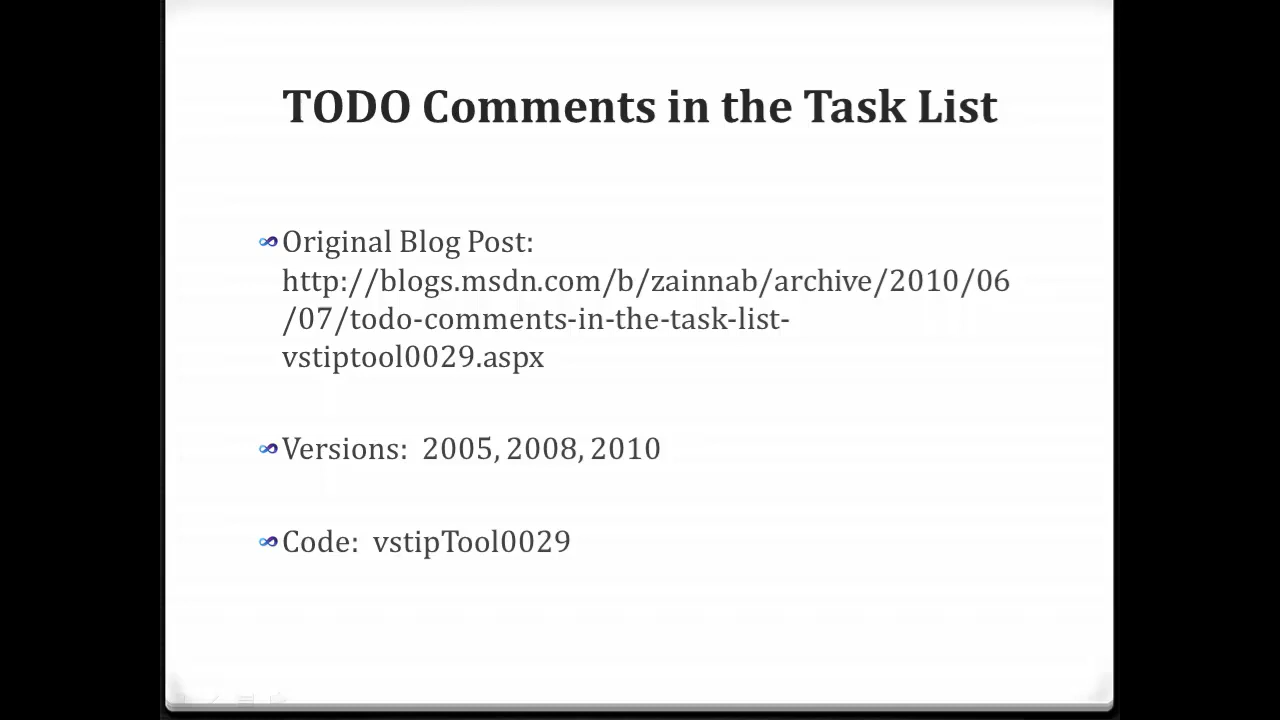 TODO Comments in the Task List
Original Blog Post:
http://blogs.msdn.com/b/zainnab/archive/2010/06
/07/todo-comments-in-the-task-list-
vstiptool0029.aspx
Versions:  2005, 2008, 2010
Code:  vstipTool0029